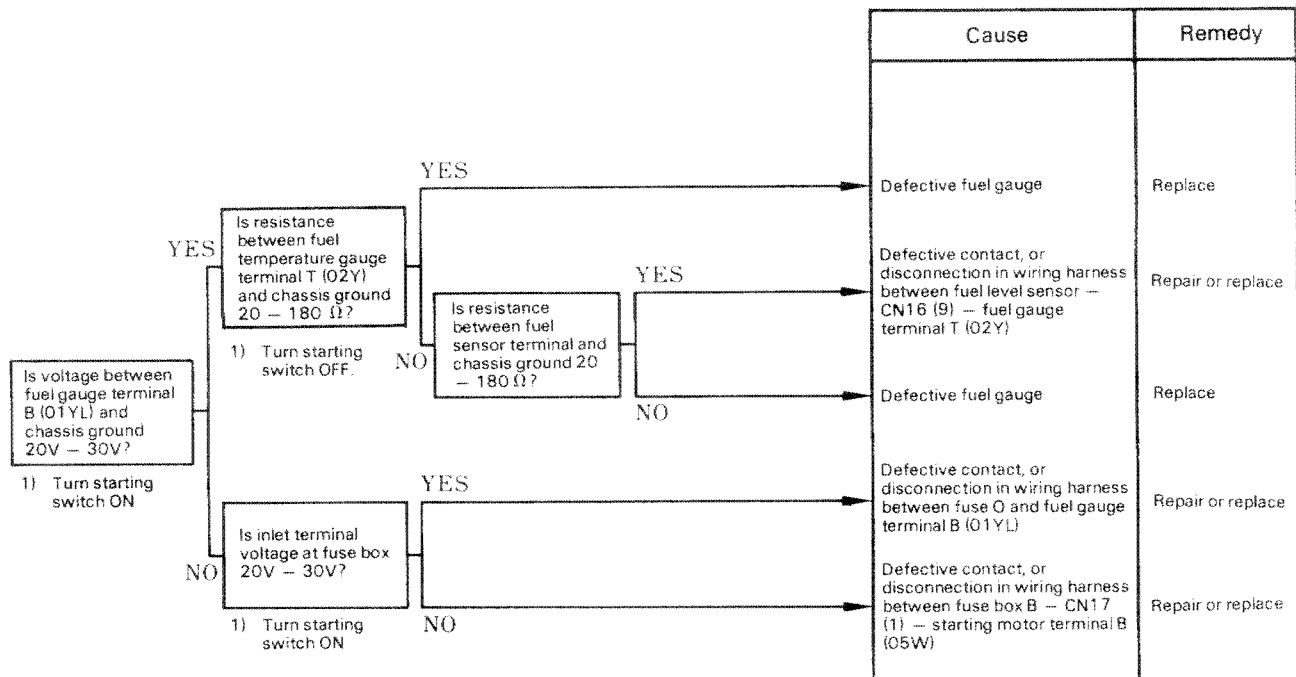 Cause
Remedy
YES
Defective fuel gauge
Replace
YES
Is resistance
between fuel
temperature gauge
terminal T (02Y)
and chassis ground
20 – 180 Ω?
1) Turn starting
switch OFF.
YES
Defective contact, or
disconnection in wiring harness
between fuel level sensor –
CN16 (9) – fuel gauge
terminal T (02Y)
Repair or replace
NO
Is resistance
between fuel
sensor terminal and
chassis ground 20
– 180 Ω?
NO
Defective fuel gauge
Replace
Is voltage between
fuel gauge terminal
B (01YL) and
chassis ground
20V – 30V?
1) Turn starting
switch ON
YES
Defective contact, or
disconnection in wiring harness
between fuse O and fuel gauge
terminal B (01YL)
Repair or replace
NO
Is inlet terminal
voltage at fuse box
20V – 30V?
1) Turn starting
switch ON
NO
Defective contact, or
disconnection in wiring harness
between fuse box B – CN17
(1) – starting motor terminal B
(05W)
Repair or replace